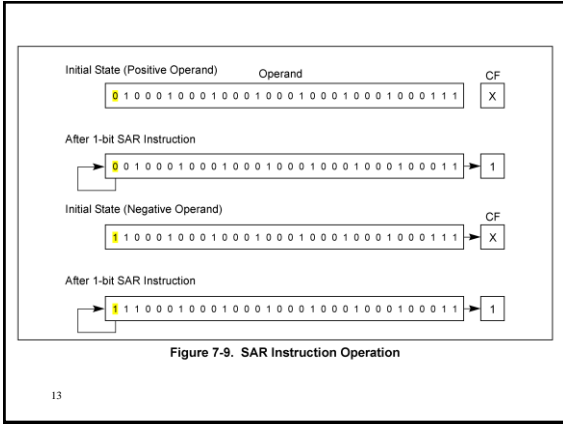 Initial State (Positive Operand)
Operand
CF
0 1 0 0 0 1 0 0 0 1 0 0 0 1 0 0 0 1 0 0 0 1 0 0 0 1 0 0 0 1 1 1 X
After 1-bit SAR Instruction
0 0 1 0 0 0 1 0 0 0 1 0 0 0 1 0 0 0 1 0 0 0 1 0 0 0 1 0 0 0 1 1 1
Initial State (Negative Operand)
CF
1 1 0 0 0 1 0 0 0 1 0 0 0 1 0 0 0 1 0 0 0 1 0 0 0 1 0 0 0 1 1 1 X
After 1-bit SAR Instruction
1 1 1 0 0 0 1 0 0 0 1 0 0 0 1 0 0 0 1 0 0 0 1 0 0 0 1 0 0 0 1 1 1
Figure 7-9. SAR Instruction Operation
13